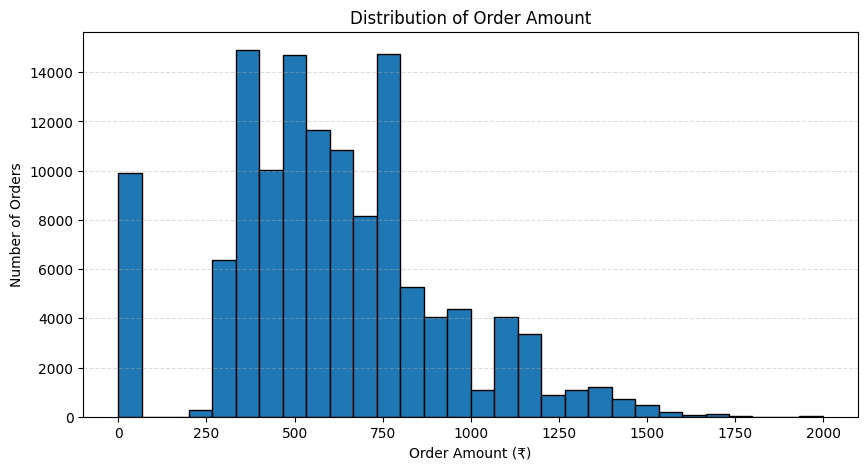 Distribution of Order Amount
Number of Orders
14000
12000
10000
8000
6000
4000
2000
0
0 250 500 750 1000 1250 1500 1750 2000
Order Amount (₹)